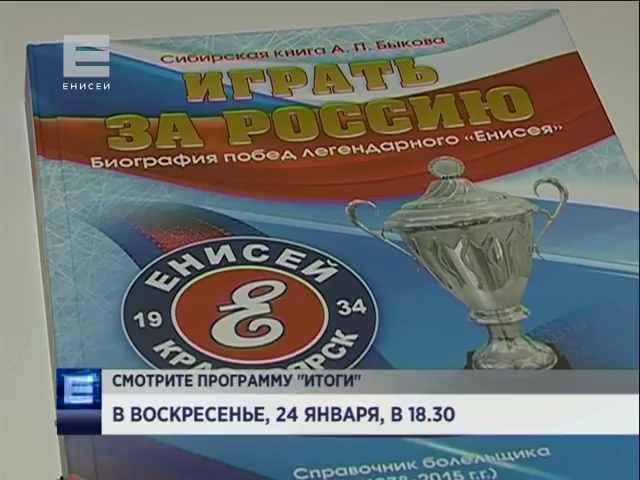 ЕНИСЕЙ
Сибирская книга А. П. Быкова
ИГРАТЬ
ЗА РОССИЮ
Биография побед легендарного «Енисея»
ЕНИСЕЙ
19 34
КРАСНОЯРСК
СМОТРИТЕ ПРОГРАММУ "ИТОГИ"
В ВОСКРЕСЕНЬЕ, 24 ЯНВАРЯ, В 18.30
Справочник болельщика
2015 г.г.)